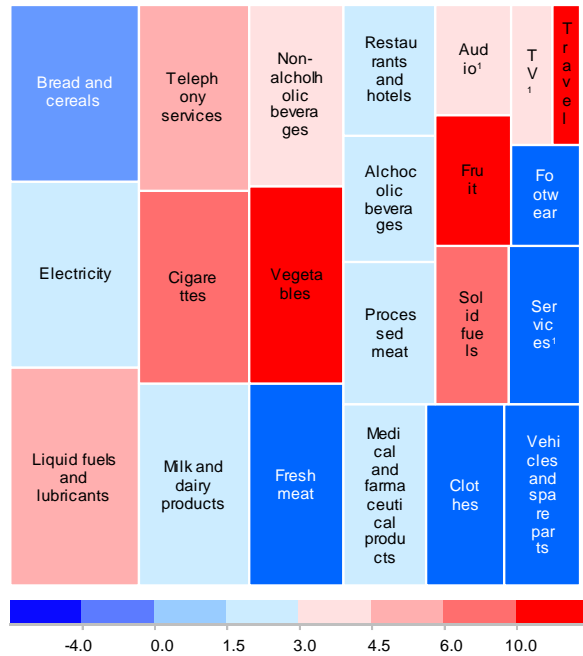 Bread and
cereals
Electricity
Liquid fuels
and
lubricants
Teleph
ony
services
Cigare
ttes
Milk and
dairy
products
Non-
alcholh
olic
bevera
ges
Vegeta
bles
Fresh
meat
Restau
rants
and
hotels
Alchoc
olic
bevera
ges
Proces
sed
meat
Medi
cal
and
farma
ceuti
cal
produ
cts
Aud
io¹
T
V
¹
T
r
a
v
e
l
Fru
it
Fo
otw
ear
Sol
id
fue
ls
Ser
vic
es¹
Clot
hes
Vehi
cles
and
spa
re
par
ts
-4.0 0.0 1.5 3.0 4.5 6.0 10.0